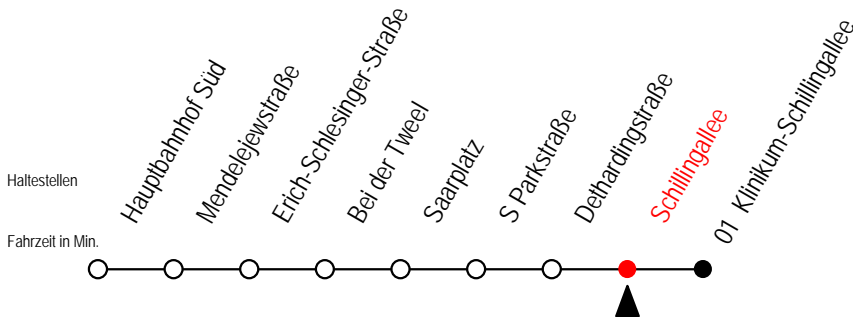 Haltestellen
Hauptbahnhof Süd
Mendelejewstraße
Erich-Schlesinger-Straße
Bei der Tweel
Saarplatz
S Parkstraße
Dethardingstraße
Schillingallee
01 Klinikum-Schillingallee
Fahrzeit in Min.